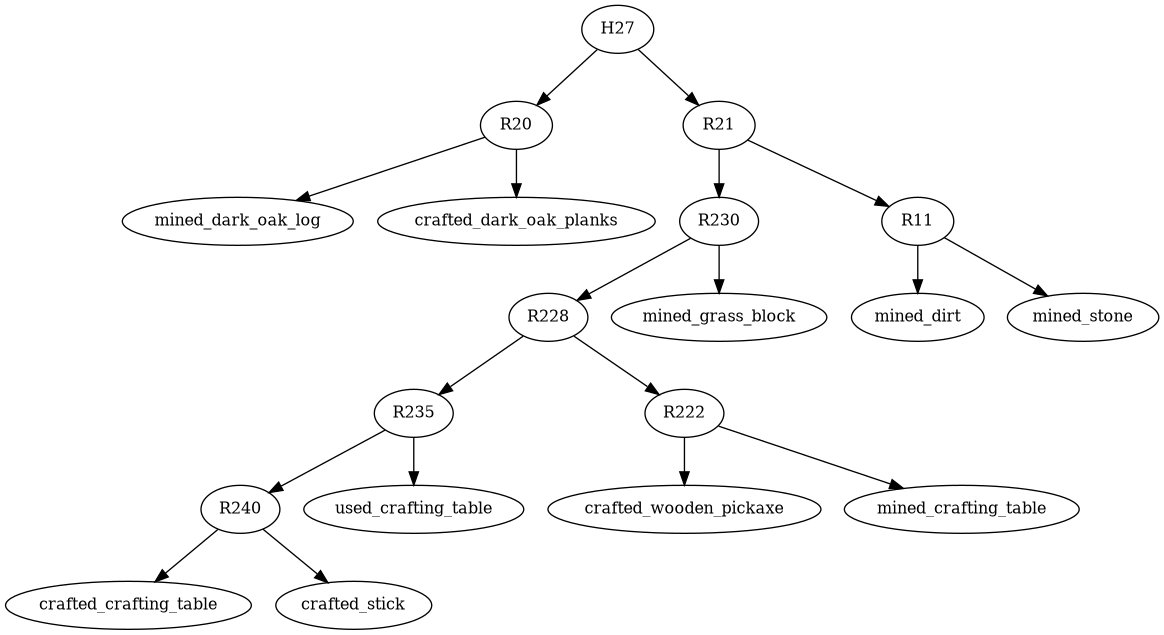 H27
R20
R21
mined_dark_oak_log
crafted_dark_oak_planks
R230
R11
R228
mined_grass_block
mined_dirt
mined_stone
R235
R222
R240
used_crafting_table
crafted_wooden_pickaxe
mined_crafting_table
crafted_crafting_table
crafted_stick